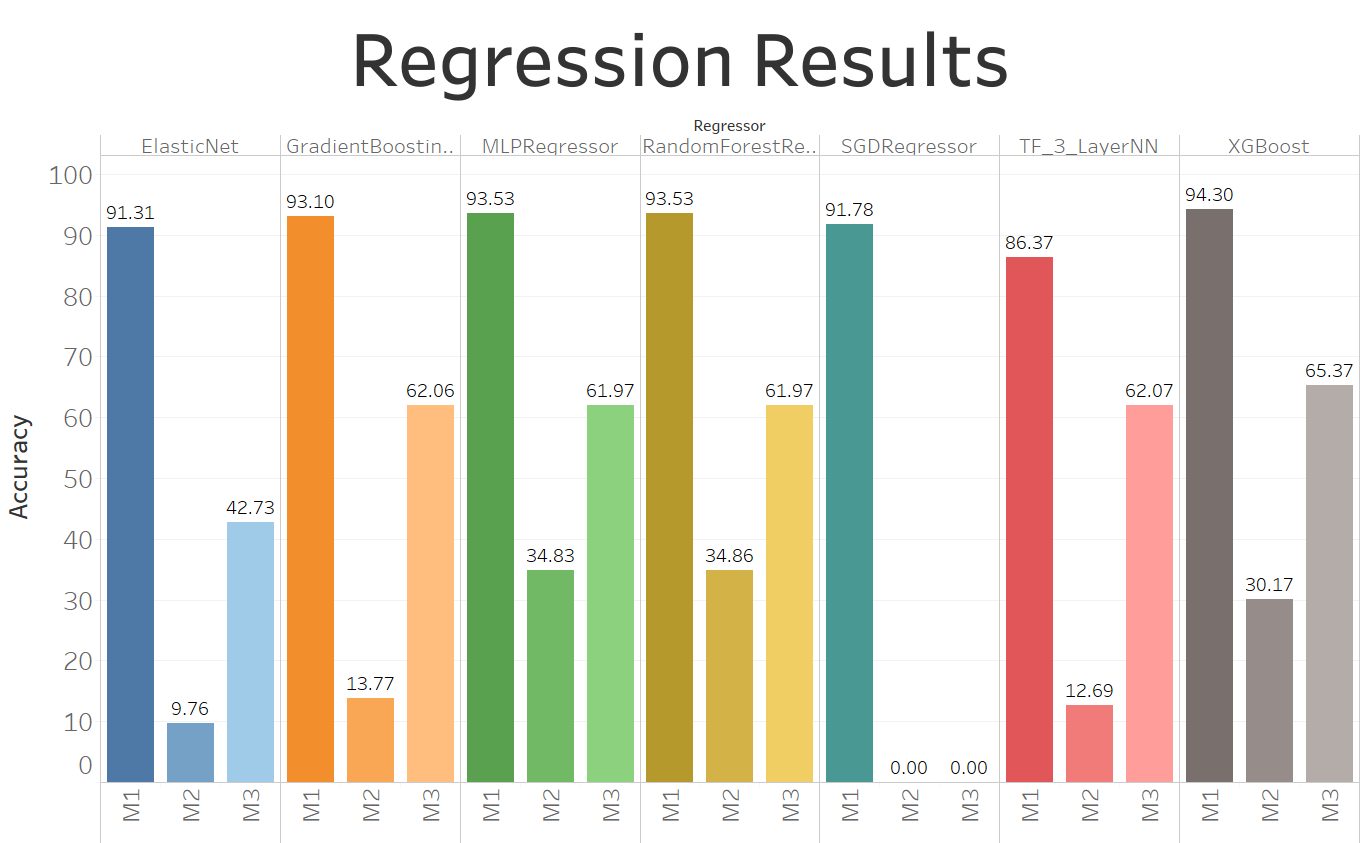 Regression Results
Regressor
ElasticNet GradientBoostin.. MLPRegressor RandomForestRe.. SGDRegressor TF_3_LayerNN XGBoost
Accuracy
100
90
80
70
60
50
40
30
20
10
0
91.31 9.76 42.73
93.10 13.77 62.06
93.53 34.83 61.97
93.53 34.86 61.97
91.78 0.00 0.00
86.37 12.69 62.07
94.30 30.17 65.37
M1 M2 M3 M1 M2 M3 M1 M2 M3 M1 M2 M3 M1 M2 M3 M1 M2 M3 M1 M2 M3